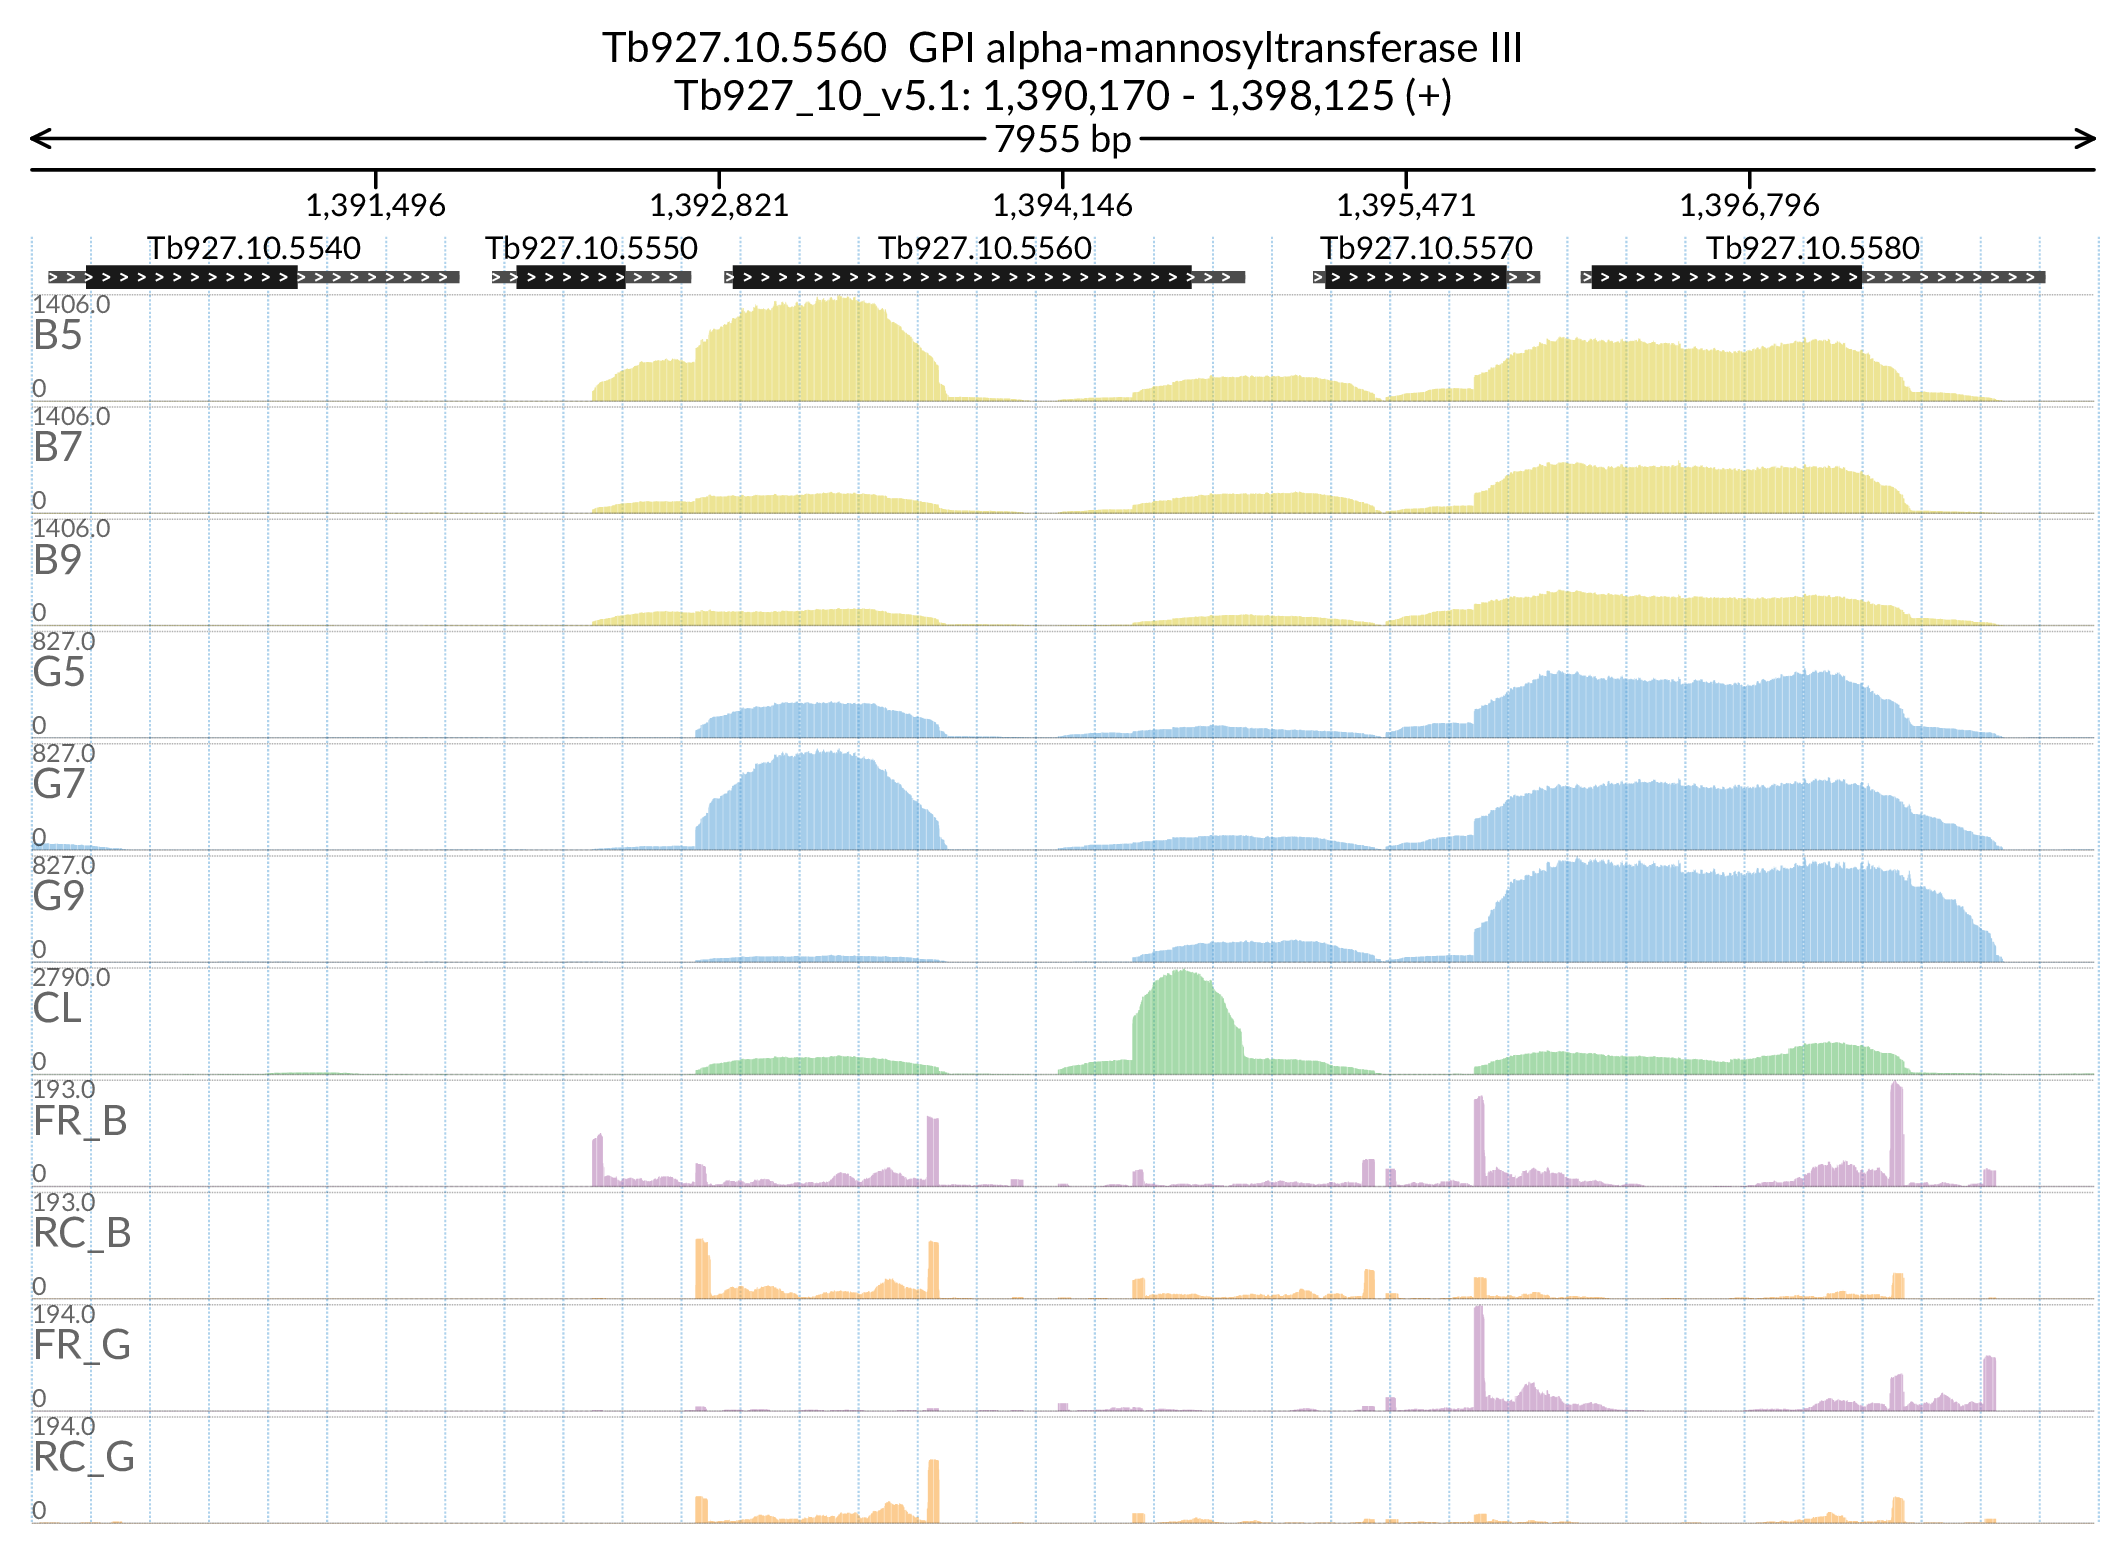 Tb927.10.5560  GPI alpha-mannosyltransferase III
Tb927_10_v5.1: 1,390,170 - 1,398,125 (+)
7955 bp
1,391,496 1,392,821 1,394,146 1,395,471 1,396,796
Tb927.10.5540 Tb927.10.5550 Tb927.10.5560 Tb927.10.5570 Tb927.10.5580
1406.0
B5
0
1406.0
B7
0
1406.0
B9
0
827.0
G5
0
827.0
G7
0
827.0
G9
0
2790.0
CL
0
193.0
FR_B
0
193.0
RC_B
0
194.0
FR_G
0
194.0
RC_G
0